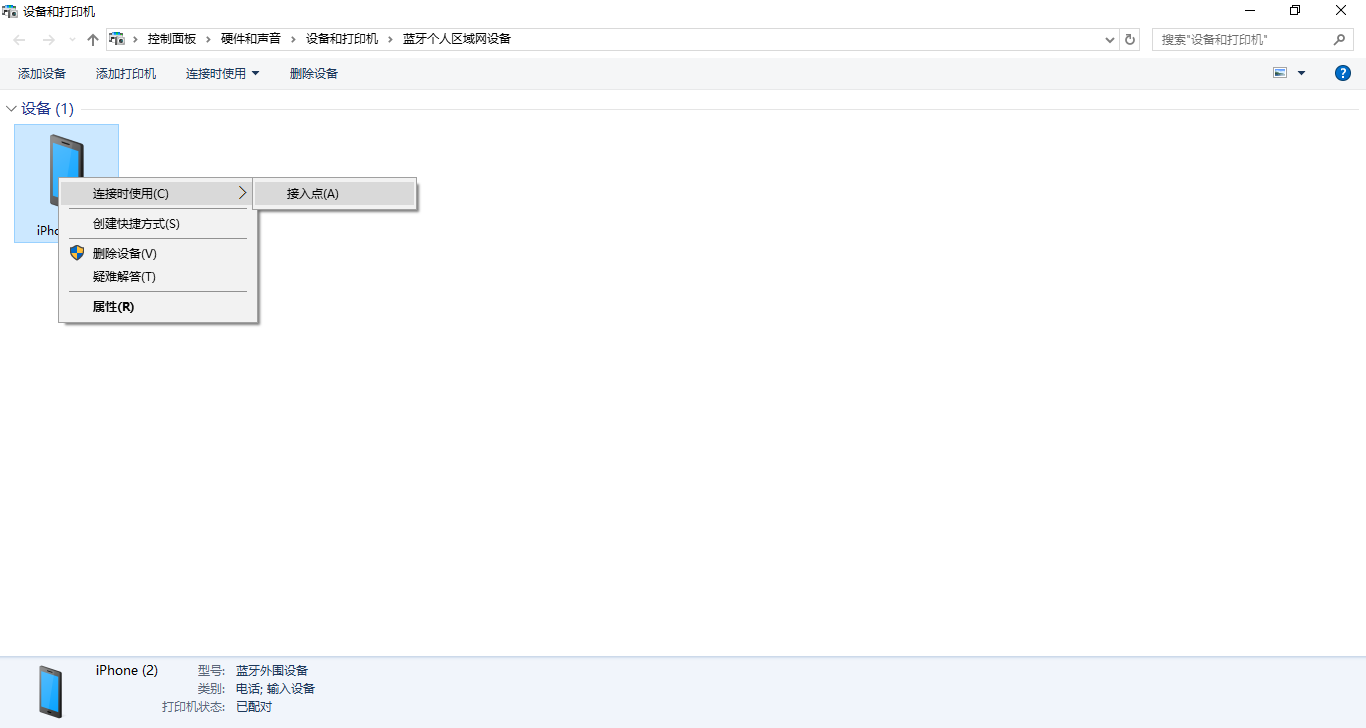 设备和打印机
控制面板 硬件和声音 设备和打印机 蓝牙个人区域网设备
搜索"设备和打印机"
添加设备 添加打印机 连接时使用 删除设备
?
设备 (1)
连接时使用(C)
接入点(A)
创建快捷方式(S)
iPho
删除设备(V)
疑难解答(T)
属性(R)
iPhone (2) 型号: 蓝牙外围设备
类别: 电话; 输入设备
打印机状态: 已配对